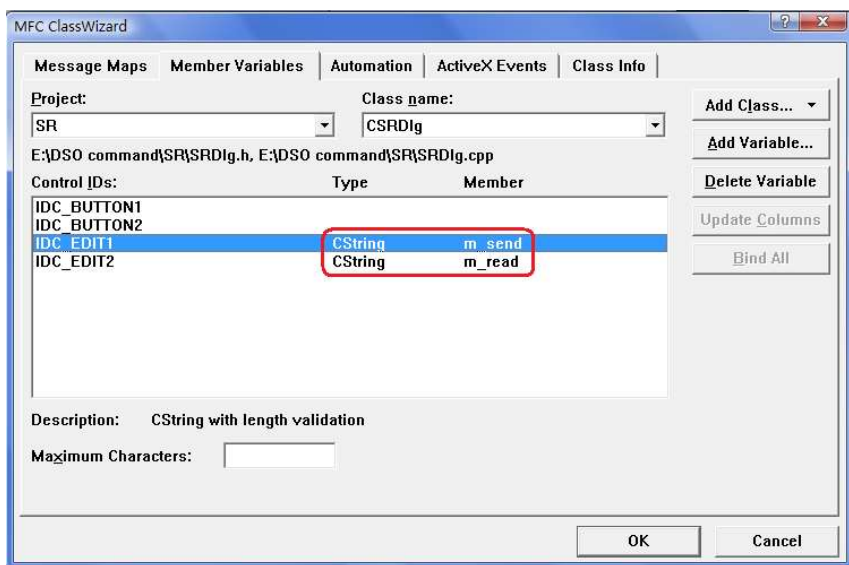 MFC ClassWizard
Message Maps Member Variables Automation ActiveX Events Class Info
Project: Class name:
SR CSRDlg
Add Class...
E:\DSO command\SR\SRDlg.h, E:\DSO command\SR\SRDlg.cpp
Add Variable...
Control IDs: Type Member
Delete Variable
IDC_BUTTON1
IDC_BUTTON2
Update Columns
IDC_EDIT1 CString m_send
IDC_EDIT2 CString m_read
Bind All
Description: CString with length validation
Maximum Characters:
OK Cancel